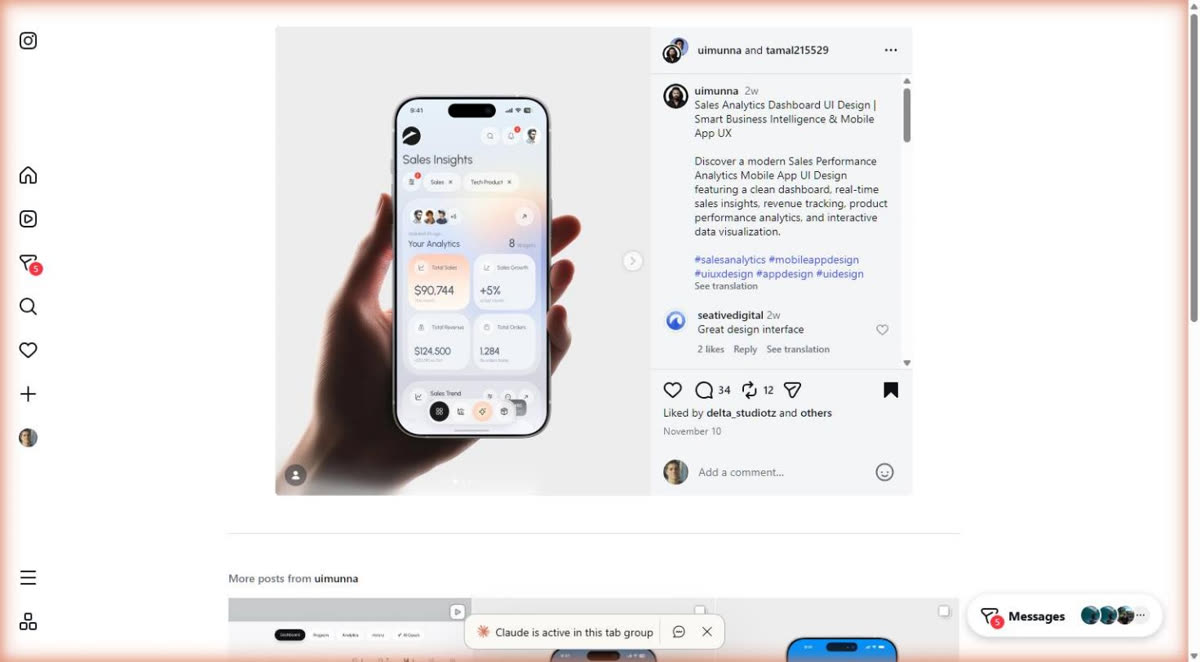 uimunna and tamal215529
uimunna 2w
Sales Analytics Dashboard UI Design |
Smart Business Intelligence & Mobile
App UX
Discover a modern Sales Performance
Analytics Mobile App UI Design
featuring a clean dashboard, real-time
sales insights, revenue tracking, product
performance analytics, and interactive
data visualization.
#salesanalytics #mobileappdesign
#uiuxdesign #appdesign #uidesign
See translation
seativedigital 2w
Great design interface
2 likes Reply See translation
34 12
Liked by delta_studiotz and others
November 10
Add a comment...
9:41
Sales Insights
Sales × Tech Product ×
+5
Your Analytics 8 Widgets
Total Sales
$90,744
Sales Growth
+5%
Total Revenue
$124,500
Total Orders
1,284
Sales Trend
5
More posts from uimunna
Dashboard Analytics
Claude is active in this tab group
5 Messages